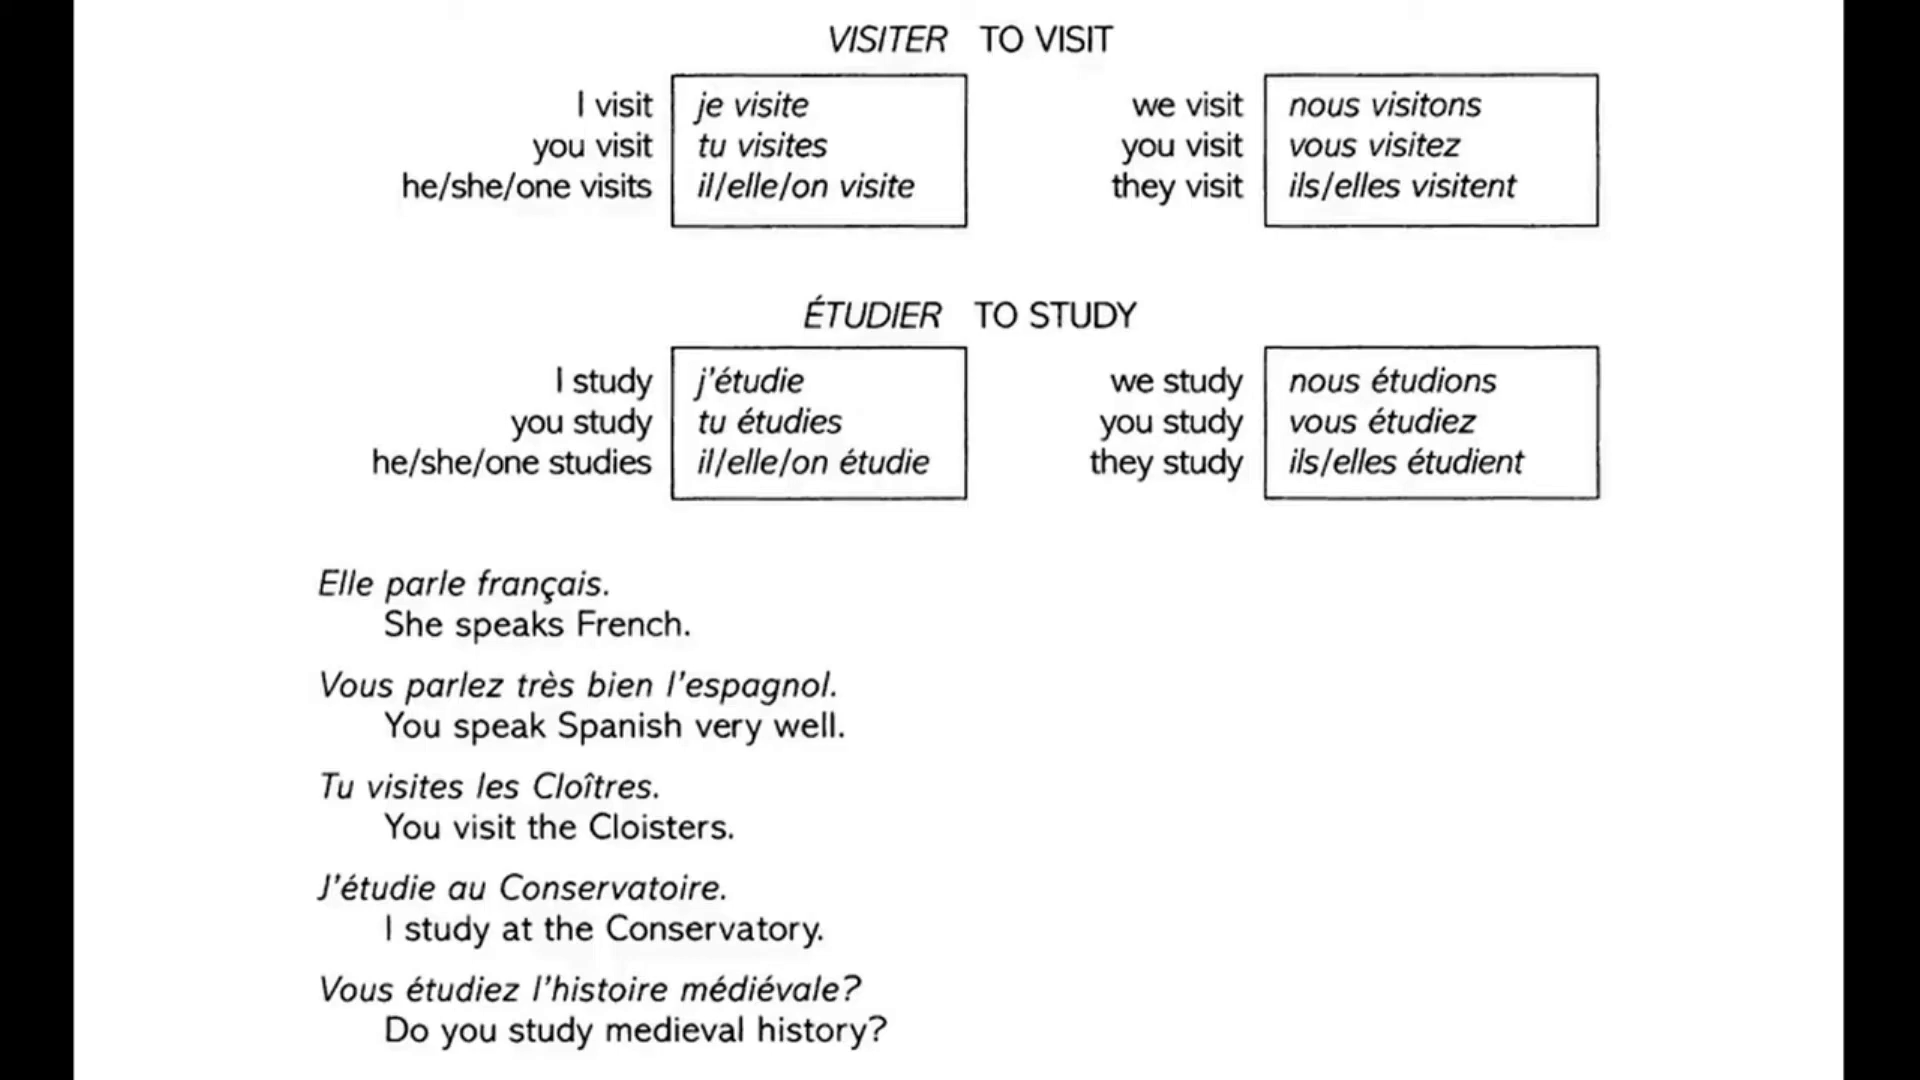 VISITER TO VISIT
I visit je visite we visit nous visitons
you visit tu visites you visit vous visitez
he/she/one visits il/elle/on visite they visit ils/elles visitent
ÉTUDIER TO STUDY
I study j'étudie we study nous étudions
you study tu étudies you study vous étudiez
he/she/one studies il/elle/on étudie they study ils/elles étudient
Elle parle français.
She speaks French.
Vous parlez très bien l'espagnol.
You speak Spanish very well.
Tu visites les Cloîtres.
You visit the Cloisters.
J'étudie au Conservatoire.
I study at the Conservatory.
Vous étudiez l'histoire médiévale?
Do you study medieval history?